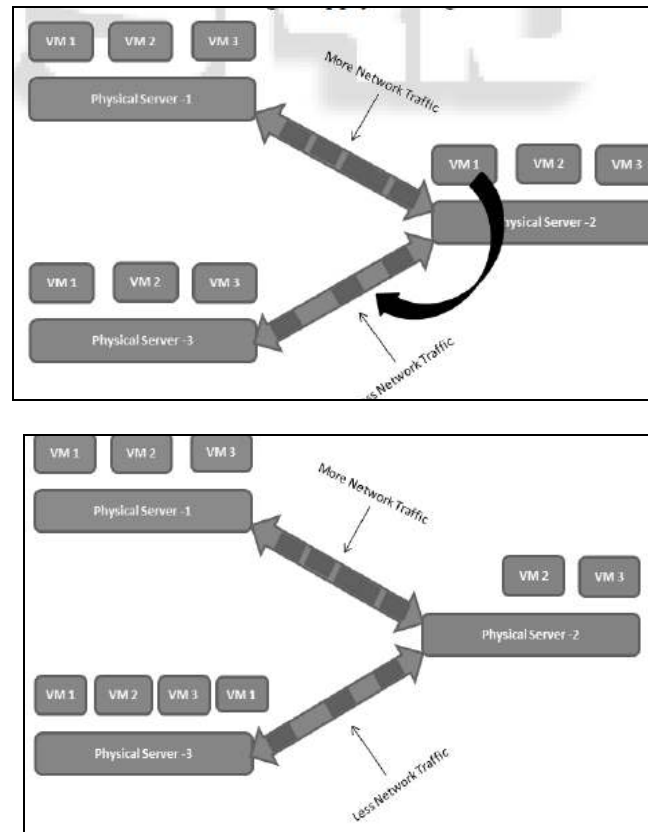 VM 1 VM 2 VM 3
Physical Server -1
More Network Traffic
VM 1 VM 2 VM 3
ysical Server -2
VM 1 VM 2 VM 3
Physical Server -3
ss Network Traffic
VM 1 VM 2 VM 3
Physical Server -1
More Network Traffic
VM 2 VM 3
Physical Server -2
VM 1 VM 2 VM 3 VM 1
Physical Server -3
Less Network Traffic